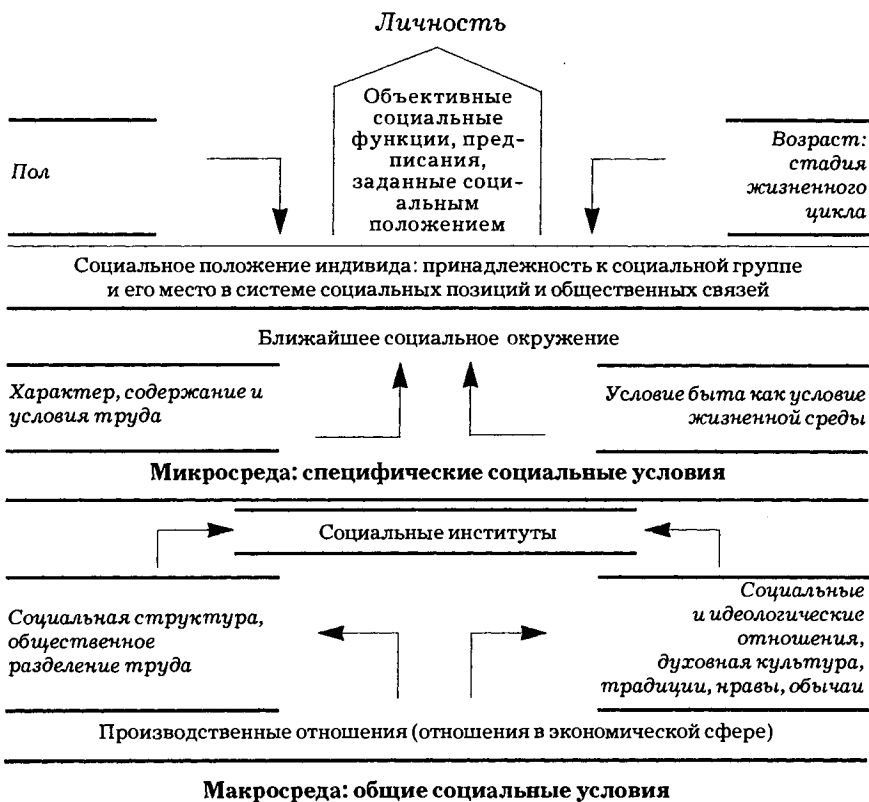 Личность
Объективные
социальные
функции, пред-
писания,
заданные соци-
альным
положением
Пол
Возраст:
стадия
жизненного
цикла
Социальное положение индивида: принадлежность к социальной группе
и его место в системе социальных позиций и общественных связей
Ближайшее социальное окружение
Характер, содержание и
условия труда
Условие быта как условие
жизненной среды
Микросреда: специфические социальные условия
Социальные институты
Социальная структура,
общественное
разделение труда
Социальные
и идеологические
отношения,
духовная культура,
традиции, нравы, обычаи
Производственные отношения (отношения в экономической сфере)
Макросреда: общие социальные условия